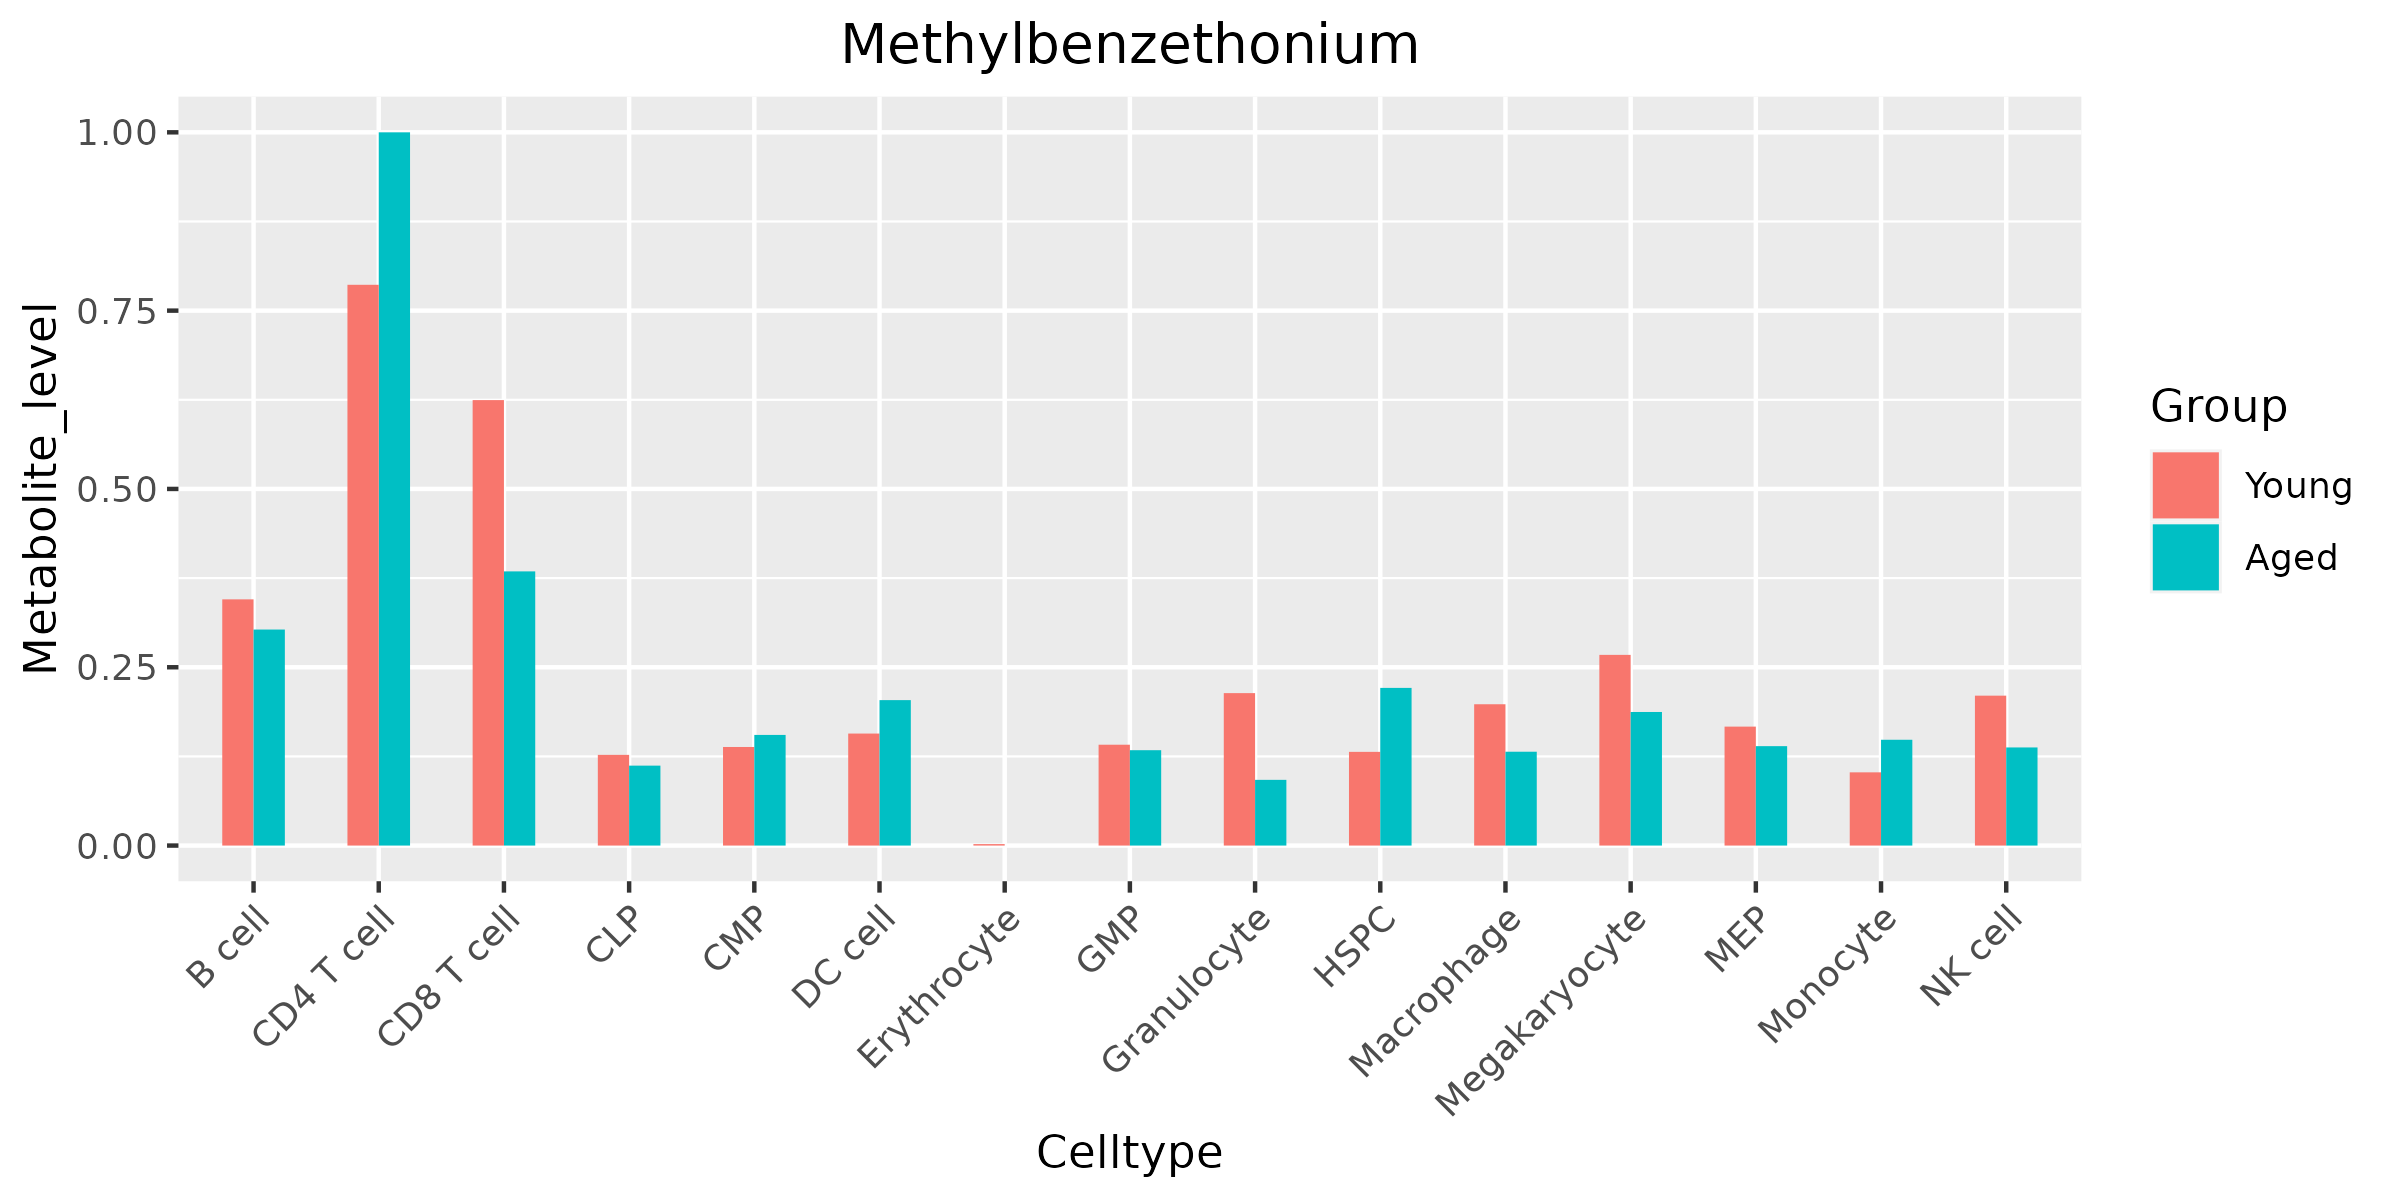 Methylbenzethonium
Metabolite_level
1.00
0.75
0.50
0.25
0.00
B cell
CD4 T cell
CD8 T cell
CLP
CMP
DC cell
Erythrocyte
GMP
Granulocyte
HSPC
Macrophage
Megakaryocyte
MEP
Monocyte
NK cell
Celltype
Group
Young
Aged